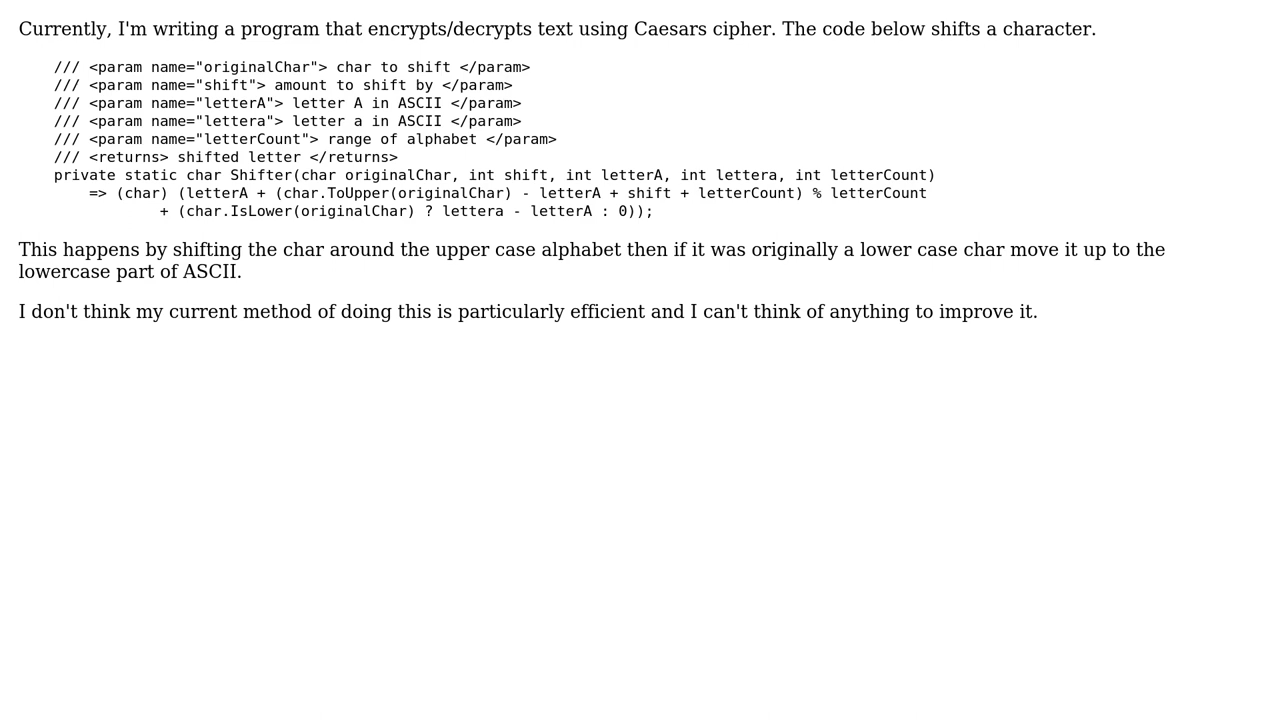 Currently, I'm writing a program that encrypts/decrypts text using Caesars cipher. The code below shifts a character.
/// <param name="originalChar"> char to shift </param>
/// <param name="shift"> amount to shift by </param>
/// <param name="letterA"> letter A in ASCII </param>
/// <param name="lettera"> letter a in ASCII </param>
/// <param name="letterCount"> range of alphabet </param>
/// <returns> shifted letter </returns>
private static char Shifter(char originalChar, int shift, int letterA, int lettera, int letterCount)
    => (char) (letterA + (char.ToUpper(originalChar) - letterA + shift + letterCount) % letterCount
            + (char.IsLower(originalChar) ? lettera - letterA : 0));
This happens by shifting the char around the upper case alphabet then if it was originally a lower case char move it up to the
lowercase part of ASCII.
I don't think my current method of doing this is particularly efficient and I can't think of anything to improve it.